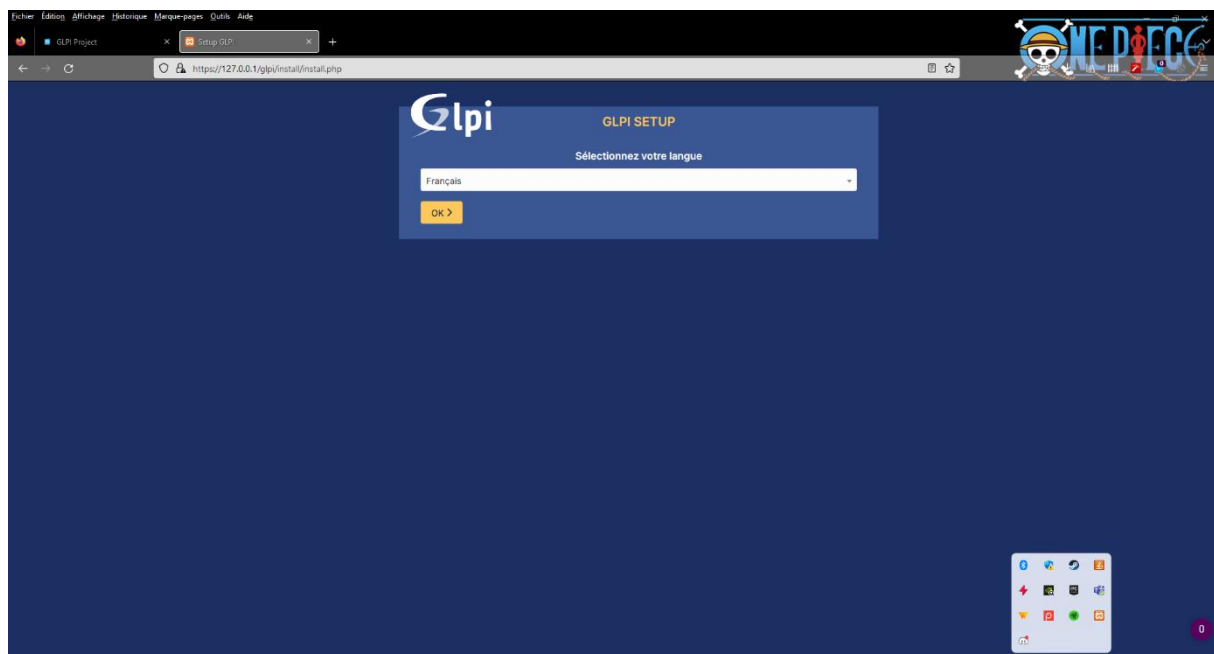 Fichier Édition Affichage Historique Marque-pages Outils Aide
GLPI Project
Setup GLPI
ONE PIECE
https://127.0.0.1/glpi/install/install.php
Glpi
GLPI SETUP
Sélectionnez votre langue
Français
OK
0